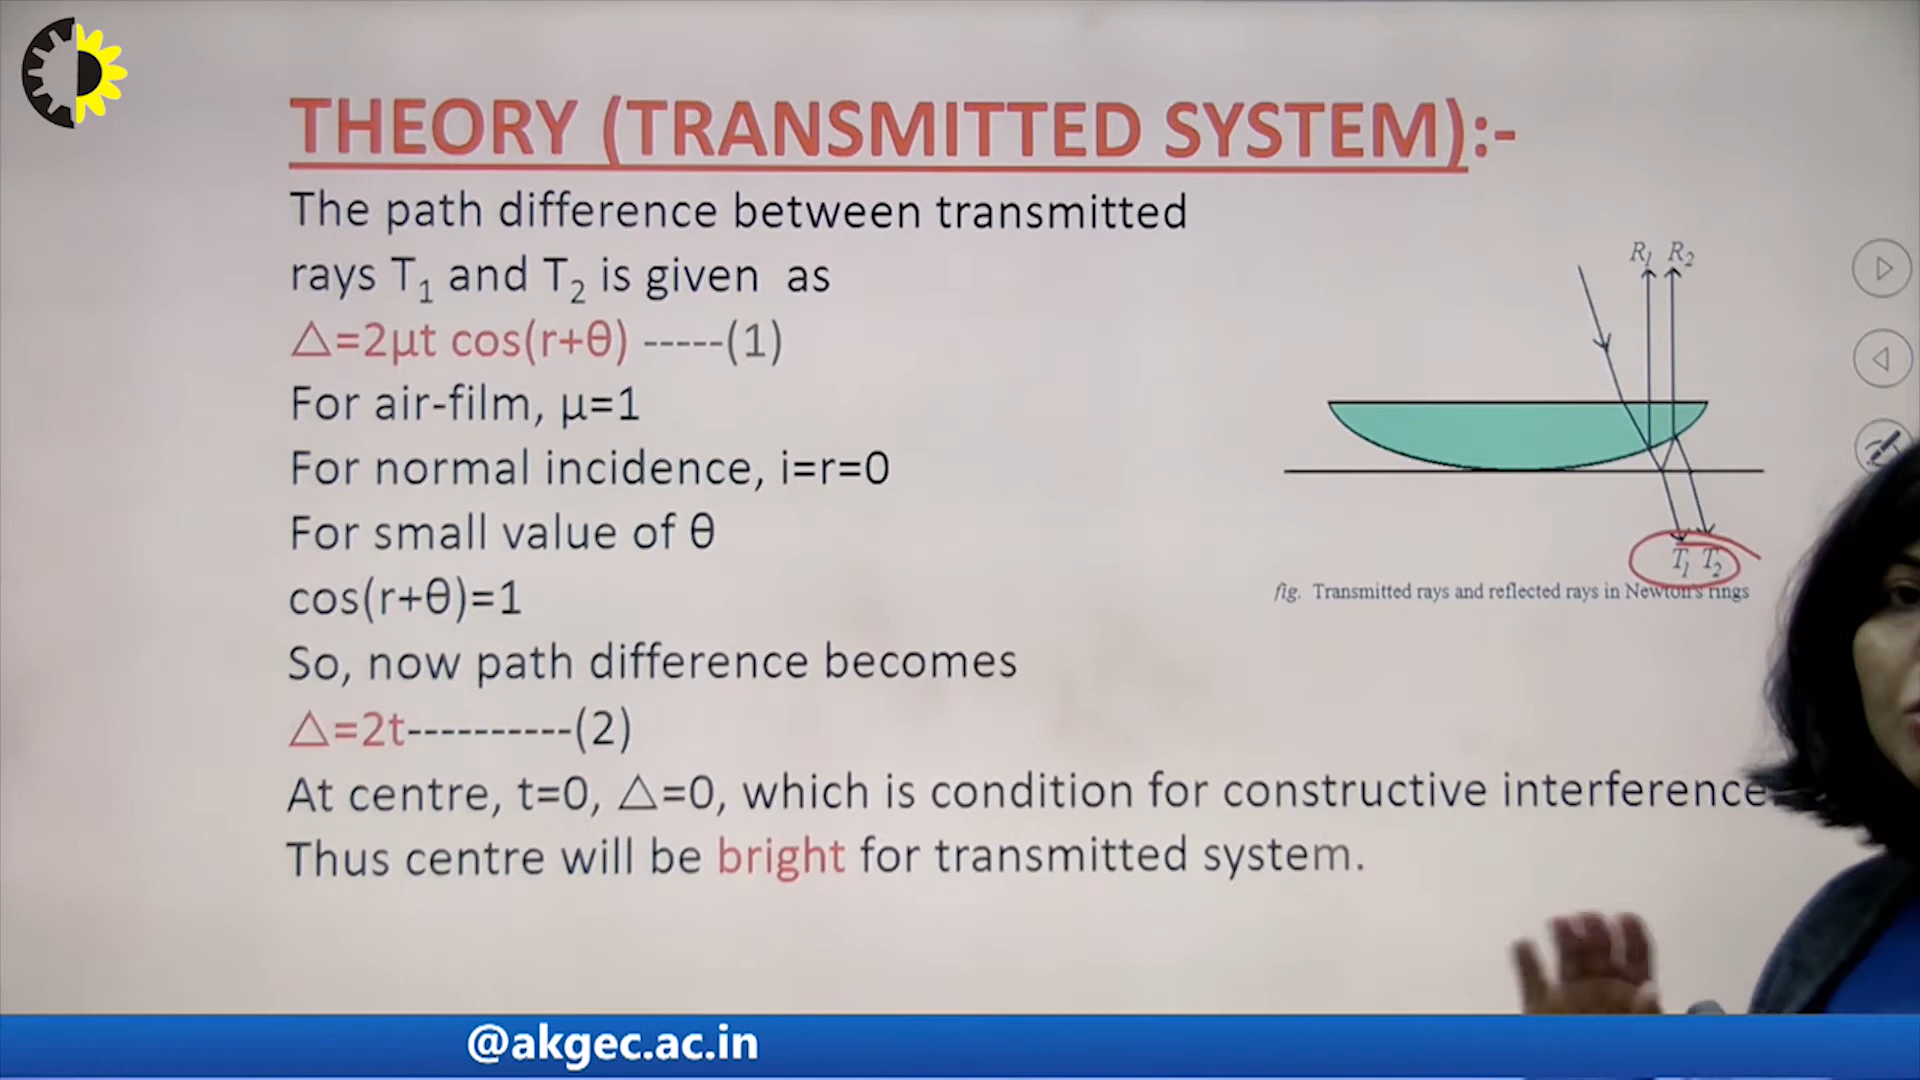 THEORY (TRANSMITTED SYSTEM):-
The path difference between transmitted
rays T₁ and T₂ is given as
△=2μt cos(r+θ) -----(1)
For air-film, μ=1
For normal incidence, i=r=0
For small value of θ
cos(r+θ)=1
So, now path difference becomes
△=2t----------(2)
At centre, t=0, △=0, which is condition for constructive interference
Thus centre will be bright for transmitted system.
R₁ R₂
T₁ T₂
fig. Transmitted rays and reflected rays in Newton's rings
@akgec.ac.in